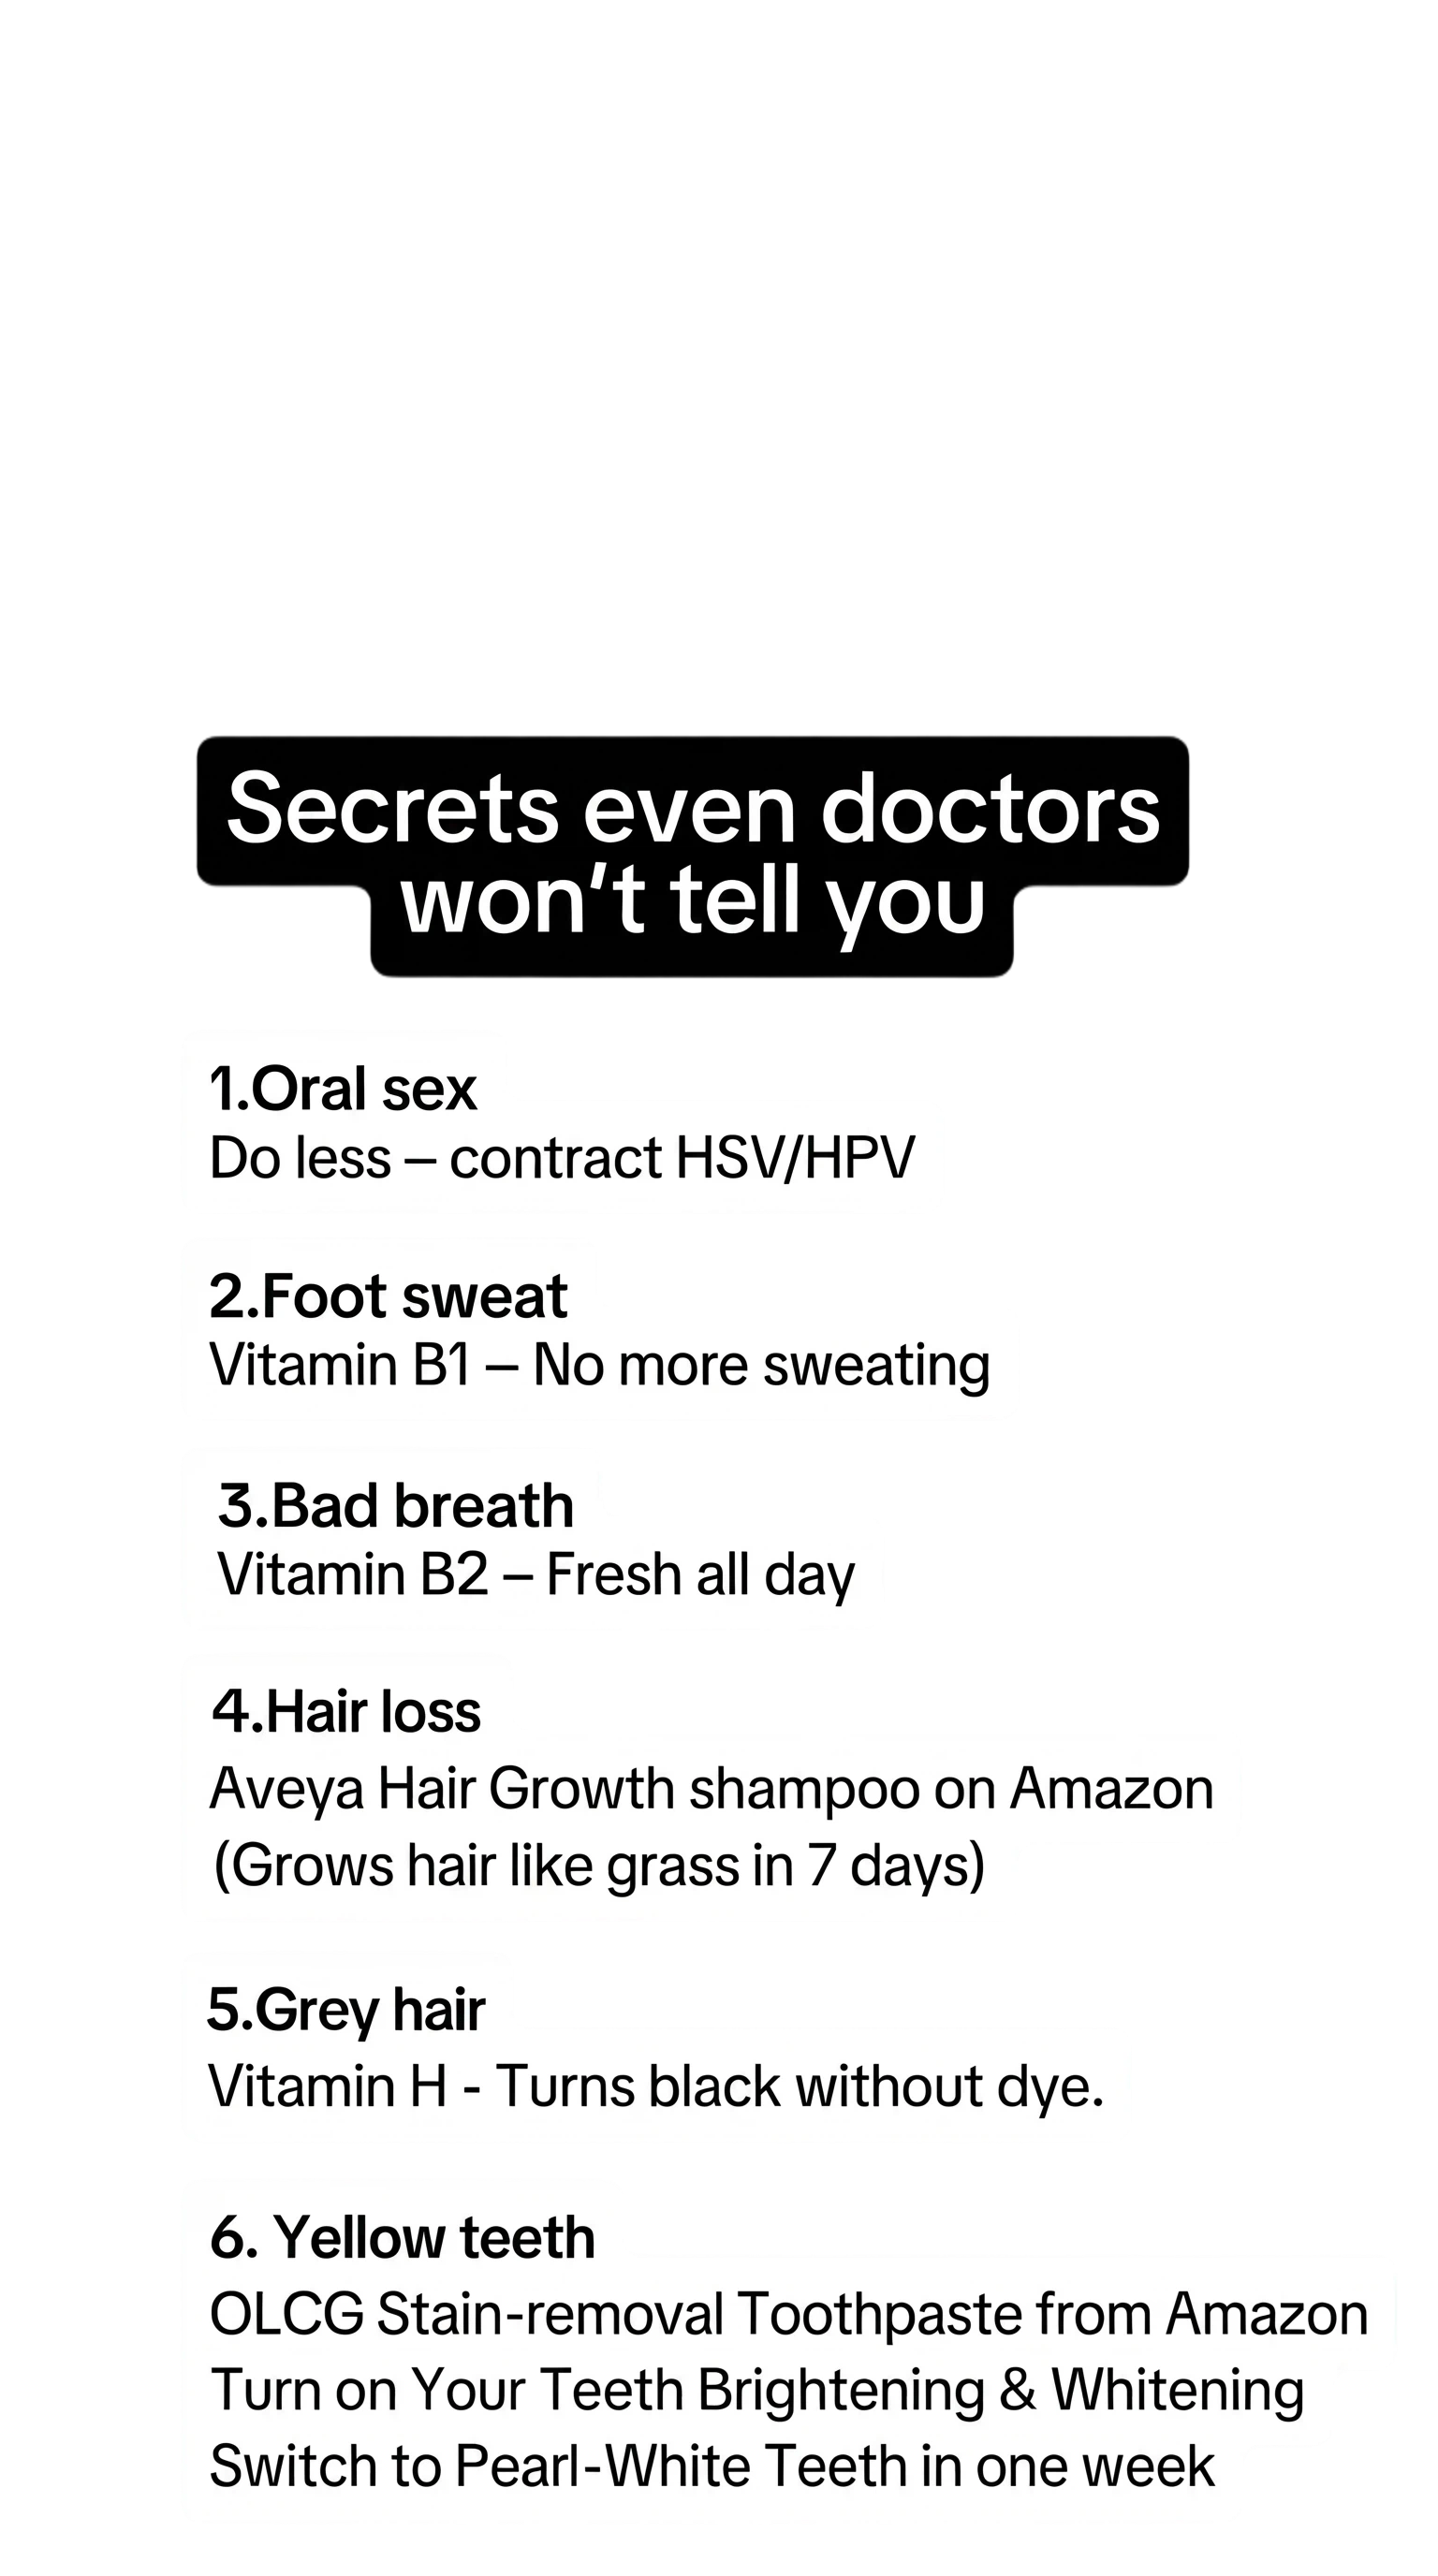 Secrets even doctors
won't tell you
1.Oral sex
Do less – contract HSV/HPV
2.Foot sweat
Vitamin B1 – No more sweating
3.Bad breath
Vitamin B2 – Fresh all day
4.Hair loss
Aveya Hair Growth shampoo on Amazon
(Grows hair like grass in 7 days)
5.Grey hair
Vitamin H - Turns black without dye.
6. Yellow teeth
OLCG Stain-removal Toothpaste from Amazon
Turn on Your Teeth Brightening & Whitening
Switch to Pearl-White Teeth in one week